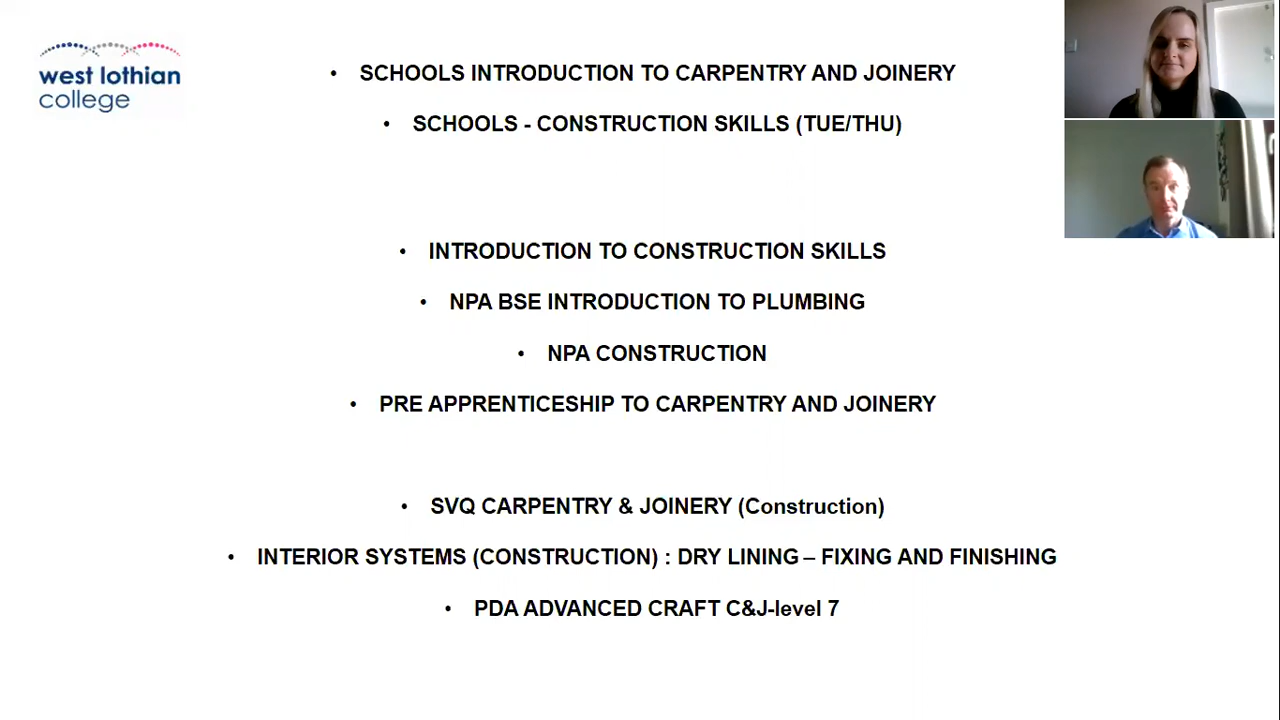 west lothian
college
• SCHOOLS INTRODUCTION TO CARPENTRY AND JOINERY
• SCHOOLS - CONSTRUCTION SKILLS (TUE/THU)
• INTRODUCTION TO CONSTRUCTION SKILLS
• NPA BSE INTRODUCTION TO PLUMBING
• NPA CONSTRUCTION
• PRE APPRENTICESHIP TO CARPENTRY AND JOINERY
• SVQ CARPENTRY & JOINERY (Construction)
• INTERIOR SYSTEMS (CONSTRUCTION) : DRY LINING – FIXING AND FINISHING
• PDA ADVANCED CRAFT C&J-level 7